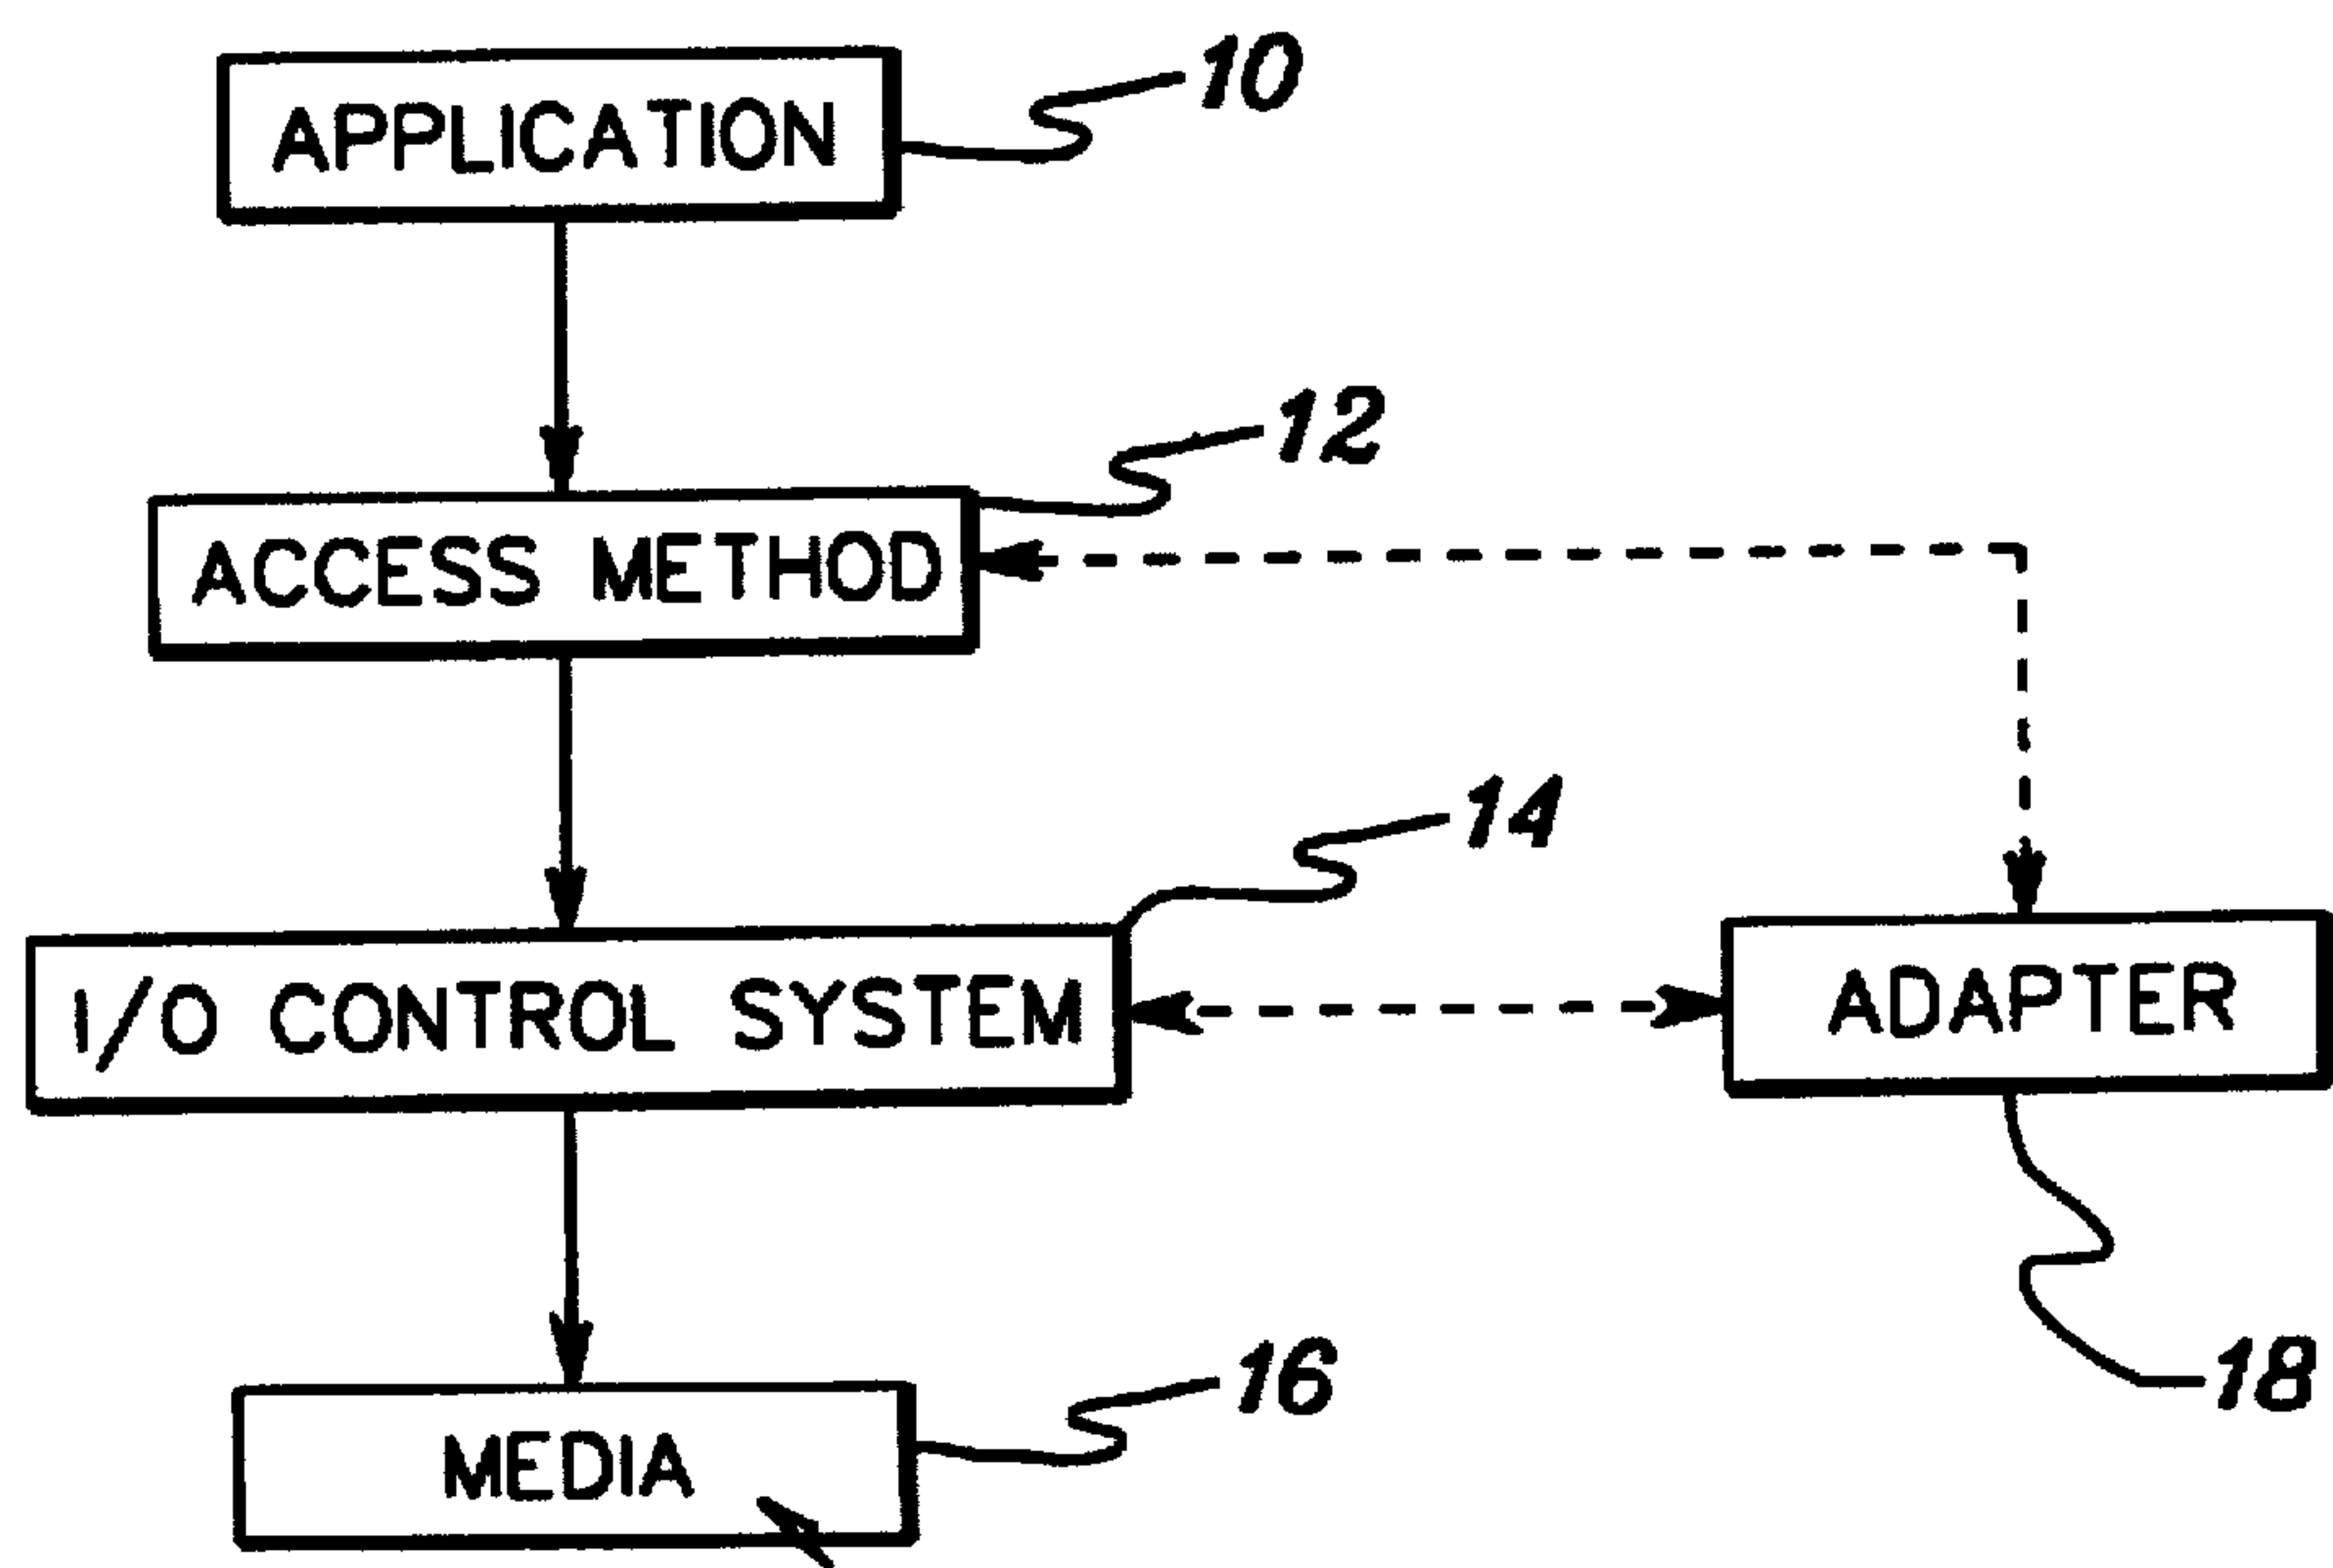 APPLICATION
10
12
ACCESS METHOD
14
I/O CONTROL SYSTEM
ADAPTER
16
18
MEDIA